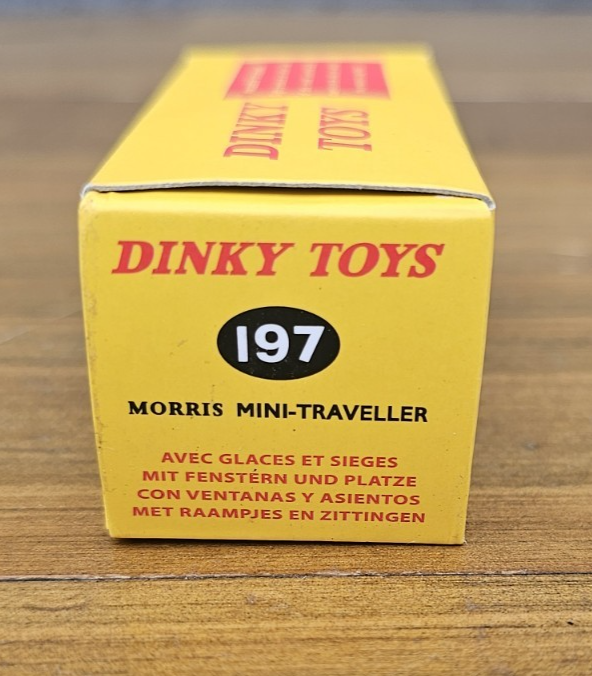 DINKY
TOYS
DINKY TOYS
197
MORRIS MINI-TRAVELLER
AVEC GLACES ET SIEGES
MIT FENSTÉRN UND PLATZE
CON VENTANAS Y ASIENTOS
MET RAAMPJES EN ZITTINGEN